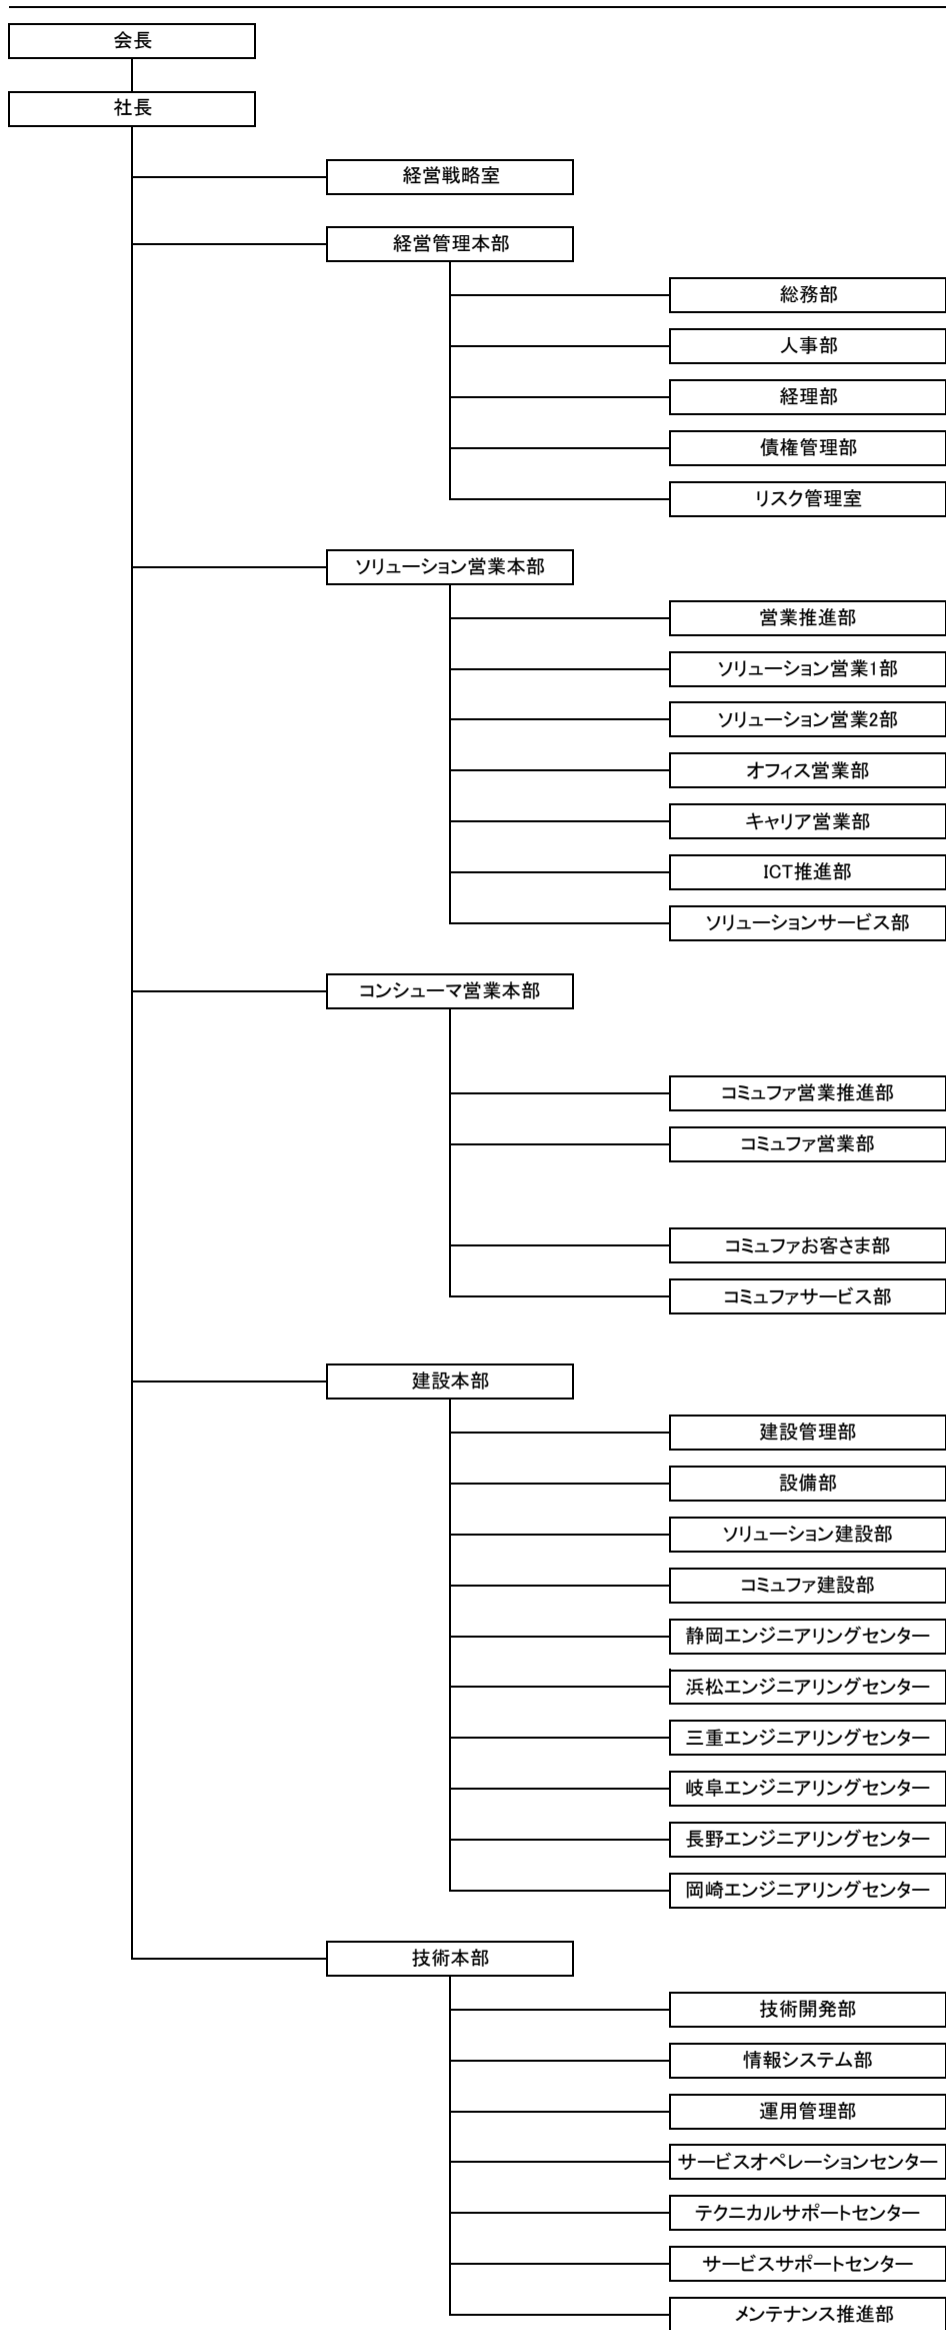 会長
社長
経営戦略室
経営管理本部
総務部
人事部
経理部
債権管理部
リスク管理室
ソリューション営業本部
営業推進部
ソリューション営業1部
ソリューション営業2部
オフィス営業部
キャリア営業部
ICT推進部
ソリューションサービス部
コンシューマ営業本部
コミュファ営業推進部
コミュファ営業部
コミュファお客さま部
コミュファサービス部
建設本部
建設管理部
設備部
ソリューション建設部
コミュファ建設部
静岡エンジニアリングセンター
浜松エンジニアリングセンター
三重エンジニアリングセンター
岐阜エンジニアリングセンター
長野エンジニアリングセンター
岡崎エンジニアリングセンター
技術本部
技術開発部
情報システム部
運用管理部
サービスオペレーションセンター
テクニカルサポートセンター
サービスサポートセンター
メンテナンス推進部